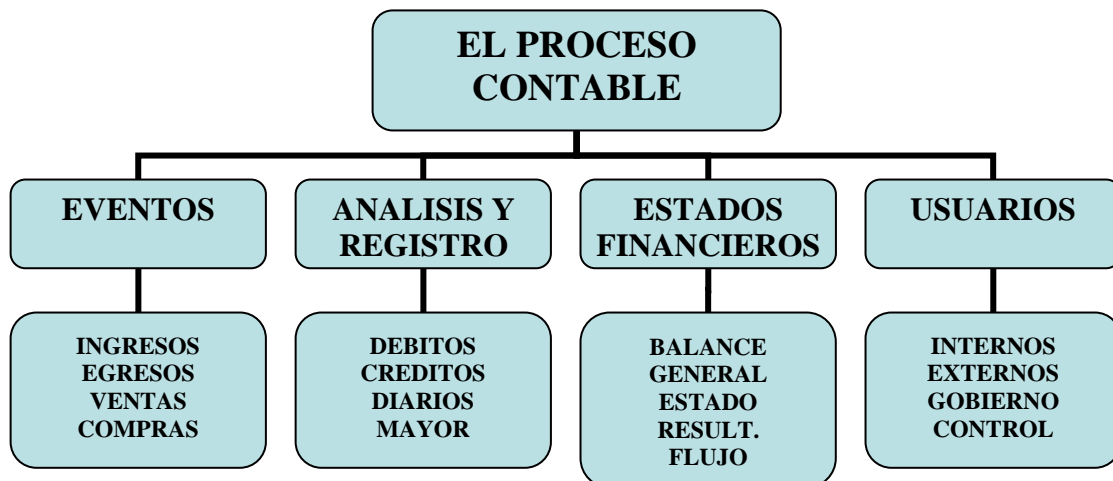 EL PROCESO
CONTABLE
EVENTOS
ANALISIS Y
REGISTRO
ESTADOS
FINANCIEROS
USUARIOS
INGRESOS
EGRESOS
VENTAS
COMPRAS
DEBITOS
CREDITOS
DIARIOS
MAYOR
BALANCE
GENERAL
ESTADO
RESULT.
FLUJO
INTERNOS
EXTERNOS
GOBIERNO
CONTROL